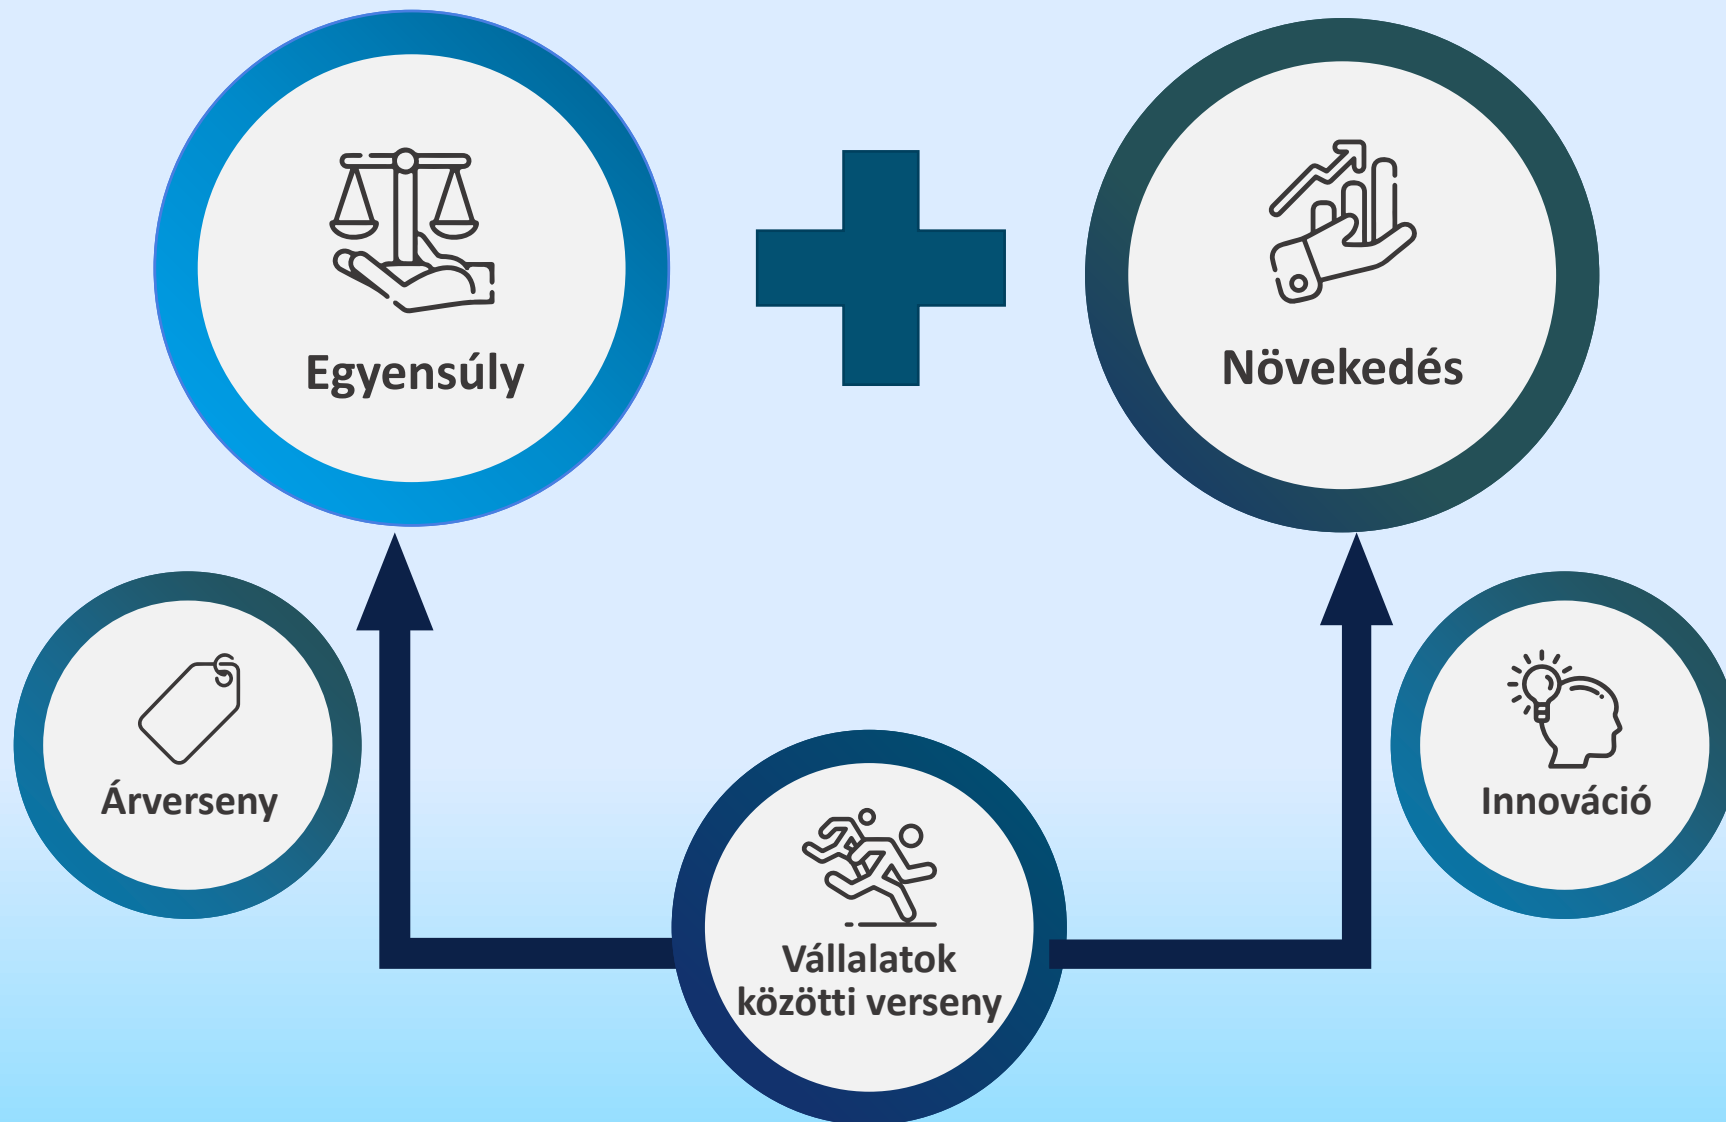 Egyensúly
Növekedés
Árverseny
Innováció
Vállalatok
közötti verseny